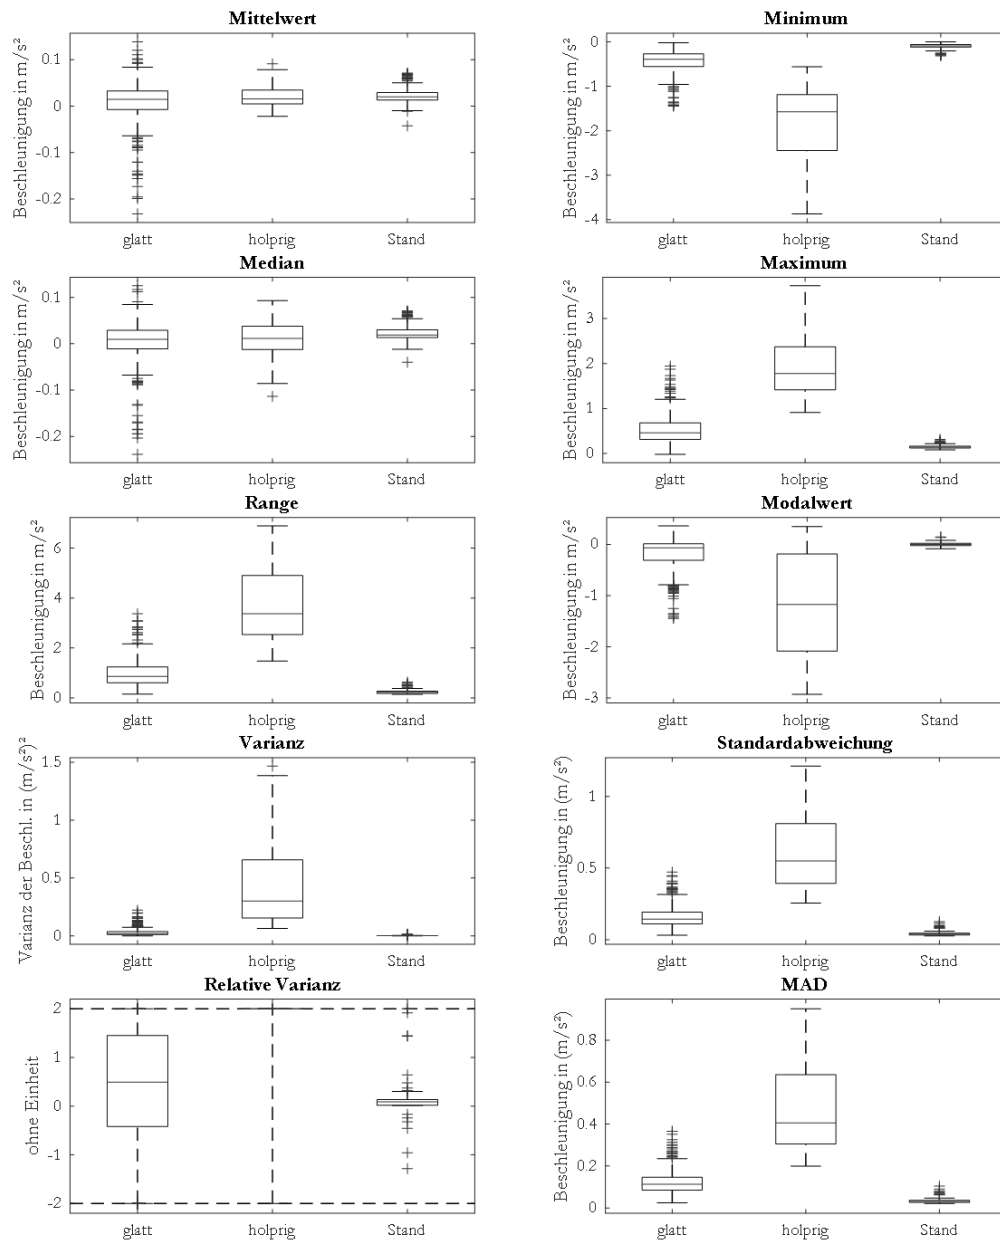 Mittelwert
Beschleunigung in m/s²
0.1
0
-0.1
-0.2
glatt holprig Stand
Minimum
Beschleunigung in m/s²
0
-1
-2
-3
-4
glatt holprig Stand
Median
Beschleunigung in m/s²
0.1
0
-0.1
-0.2
glatt holprig Stand
Maximum
Beschleunigung in m/s²
3
2
1
0
glatt holprig Stand
Range
Beschleunigung in m/s²
6
4
2
0
glatt holprig Stand
Modalwert
Beschleunigung in m/s²
0
-1
-2
-3
glatt holprig Stand
Varianz
Varianz der Beschl. in (m/s²)²
1.5
1
0.5
0
glatt holprig Stand
Standardabweichung
Beschleunigung in (m/s²)
1
0.5
0
glatt holprig Stand
Relative Varianz
ohne Einheit
2
1
0
-1
-2
glatt holprig Stand
MAD
Beschleunigung in (m/s²)
0.8
0.6
0.4
0.2
0
glatt holprig Stand